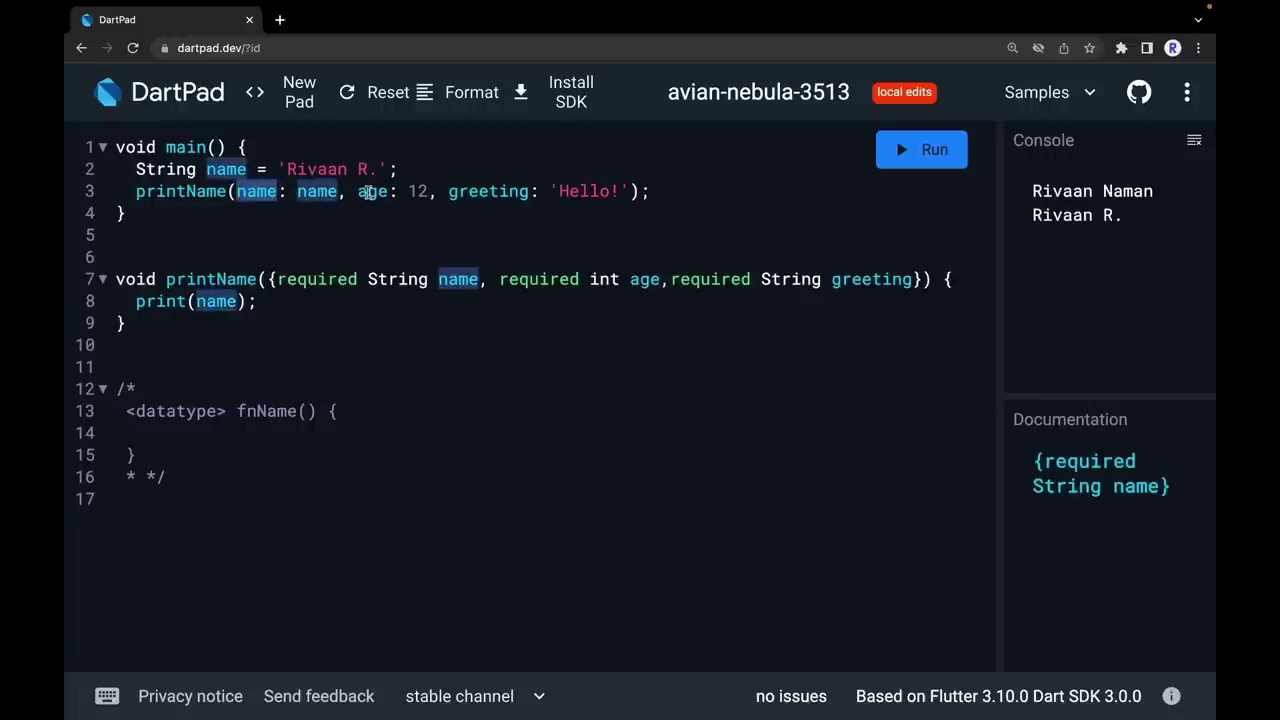 DartPad
dartpad.dev/?id
DartPad
<> New Pad
Reset
Format
Install SDK
avian-nebula-3513
local edits
Samples
1 void main() {
2 String name = 'Rivaan R.';
3 printName(name: name, age: 12, greeting: 'Hello!');
4 }
5
6
7 void printName({required String name, required int age,required String greeting}) {
8 print(name);
9 }
10
11
12 /*
13 <datatype> fnName() {
14
15 }
16 * */
17
Run
Console
Rivaan Naman
Rivaan R.
Documentation
{required
String name}
Privacy notice
Send feedback
stable channel
no issues
Based on Flutter 3.10.0 Dart SDK 3.0.0
R